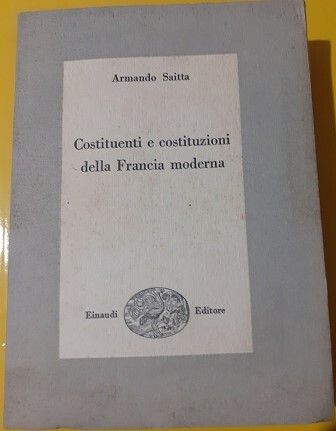 Armando Saitta
Costituenti e costituzioni
della Francia moderna
Einaudi Editore